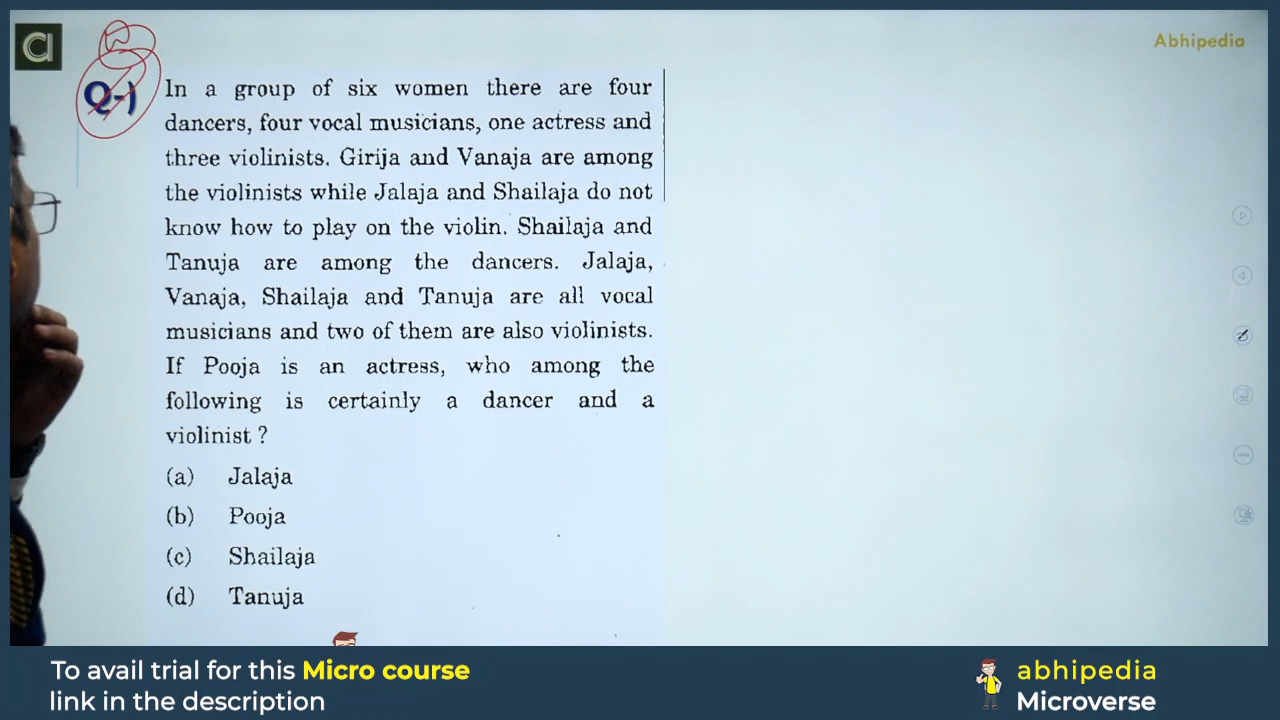 Abhipedia
Q-1
In a group of six women there are four
dancers, four vocal musicians, one actress and
three violinists. Girija and Vanaja are among
the violinists while Jalaja and Shailaja do not
know how to play on the violin. Shailaja and
Tanuja are among the dancers. Jalaja,
Vanaja, Shailaja and Tanuja are all vocal
musicians and two of them are also violinists.
If Pooja is an actress, who among the
following is certainly a dancer and a
violinist ?
(a) Jalaja
(b) Pooja
(c) Shailaja
(d) Tanuja
To avail trial for this Micro course
link in the description
abhipedia
Microverse